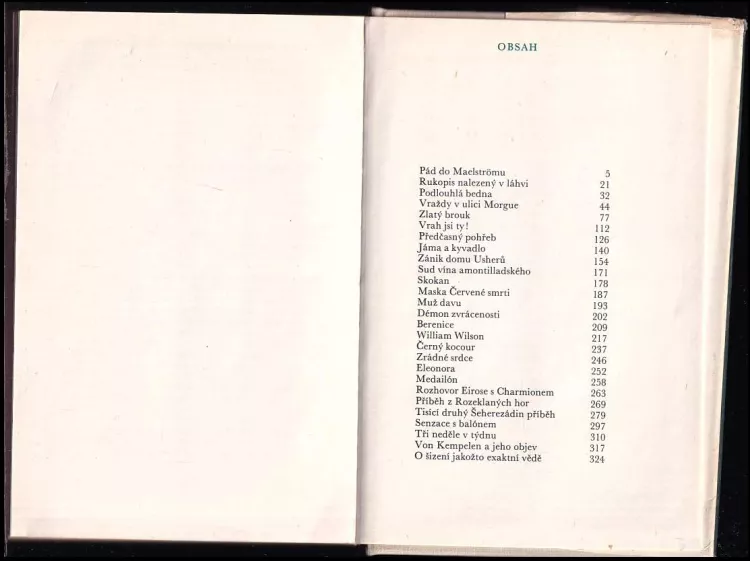 OBSAH
Pád do Maelströmu 5
Rukopis nalezený v láhvi 21
Podlouhlá bedna 32
Vraždy v ulici Morgue 44
Zlatý brouk 77
Vrah jsi ty! 112
Předčasný pohřeb 126
Jáma a kyvadlo 140
Zánik domu Usherů 154
Sud vína amontilladského 171
Skokan 178
Maska Červené smrti 187
Muž davu 193
Démon zvrácenosti 202
Berenice 209
William Wilson 217
Černý kocour 237
Zrádné srdce 246
Eleonora 252
Medailón 258
Rozhovor Eirose s Charmionem 263
Příběh z Rozeklaných hor 269
Tisící druhý Šeherezádin příběh 279
Senzace s balónem 297
Tři neděle v týdnu 310
Von Kempelen a jeho objev 317
O šizení jakožto exaktní vědě 324